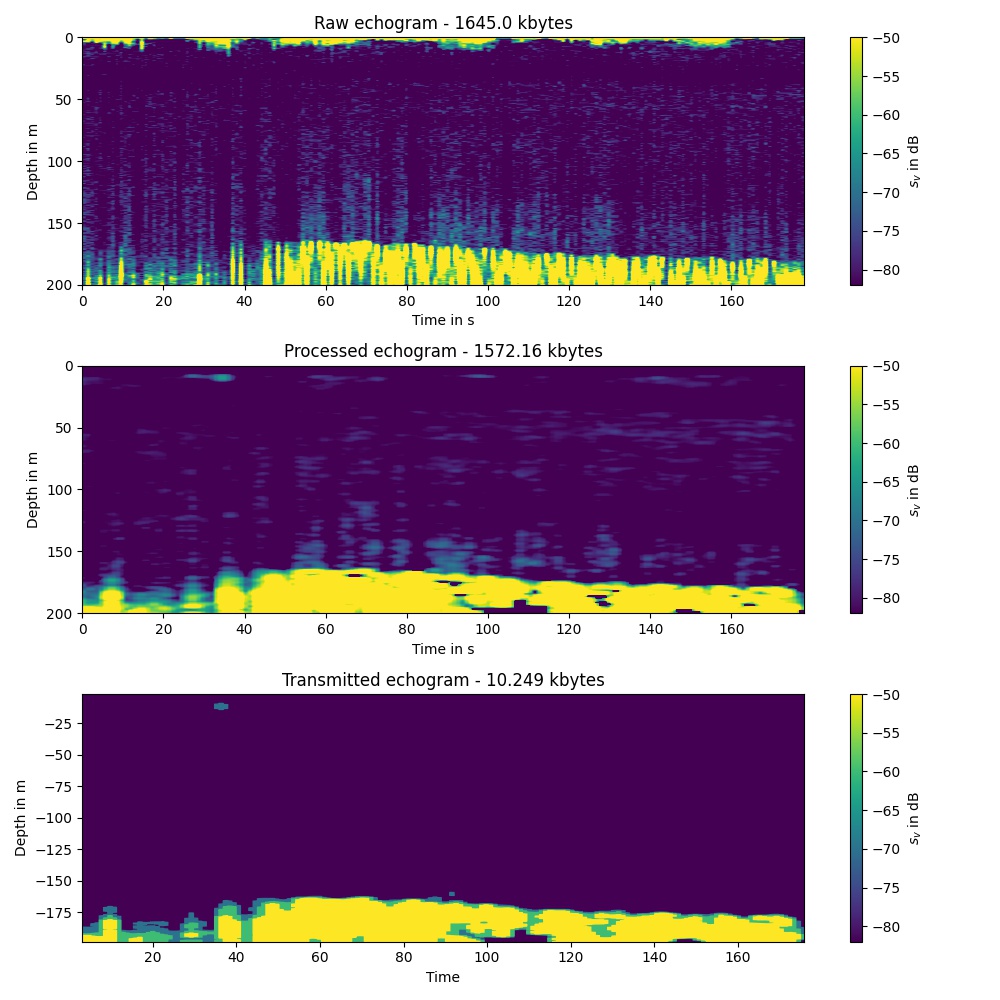 Raw echogram - 1645.0 kbytes
0
50
100
150
200
Depth in m
0 20 40 60 80 100 120 140 160
Time in s
−50
−55
−60
−65
−70
−75
−80
sv in dB
Processed echogram - 1572.16 kbytes
0
50
100
150
200
Depth in m
0 20 40 60 80 100 120 140 160
Time in s
−50
−55
−60
−65
−70
−75
−80
sv in dB
Transmitted echogram - 10.249 kbytes
−25
−50
−75
−100
−125
−150
−175
Depth in m
20 40 60 80 100 120 140 160
Time
−50
−55
−60
−65
−70
−75
−80
sv in dB